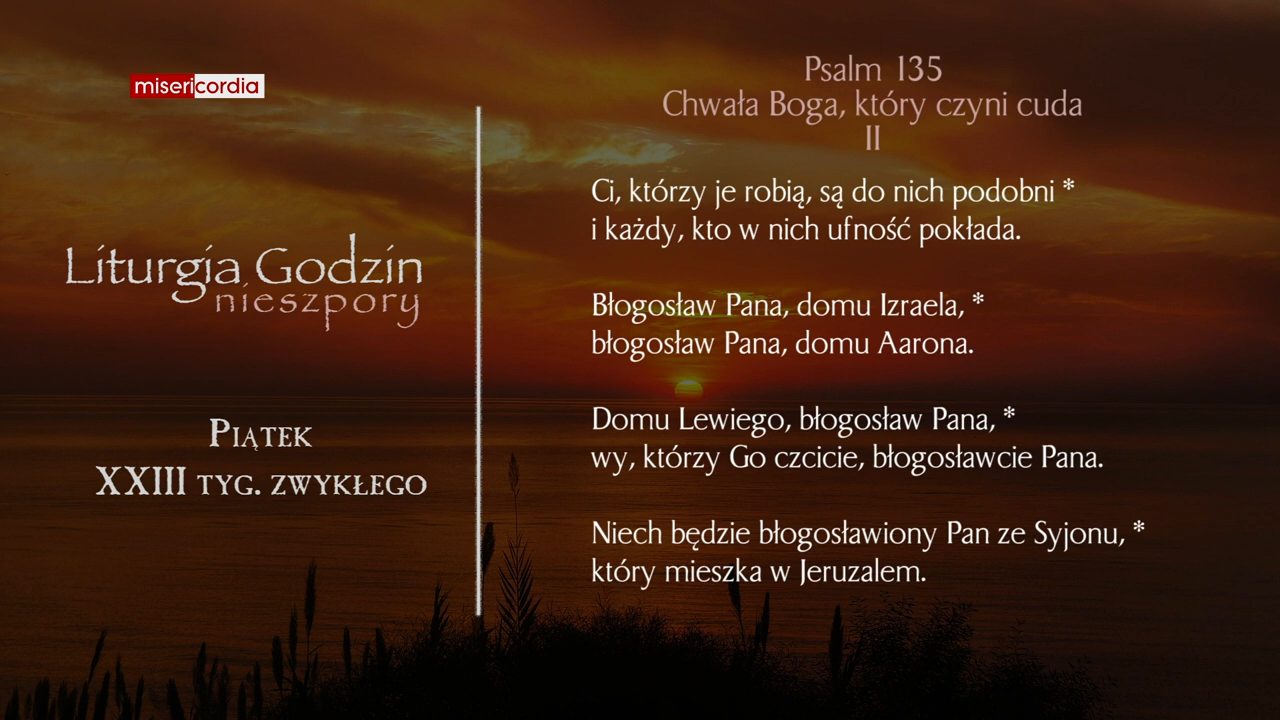 misericordia
Liturgia Godzin
nieszpory
Piątek
XXIII tyg. zwykłego
Psalm 135
Chwała Boga, który czyni cuda
II
Ci, którzy je robią, są do nich podobni *
i każdy, kto w nich ufność pokłada.
Błogosław Pana, domu Izraela, *
błogosław Pana, domu Aarona.
Domu Lewiego, błogosław Pana, *
wy, którzy Go czcicie, błogosławcie Pana.
Niech będzie błogosławiony Pan ze Syjonu, *
który mieszka w Jeruzalem.